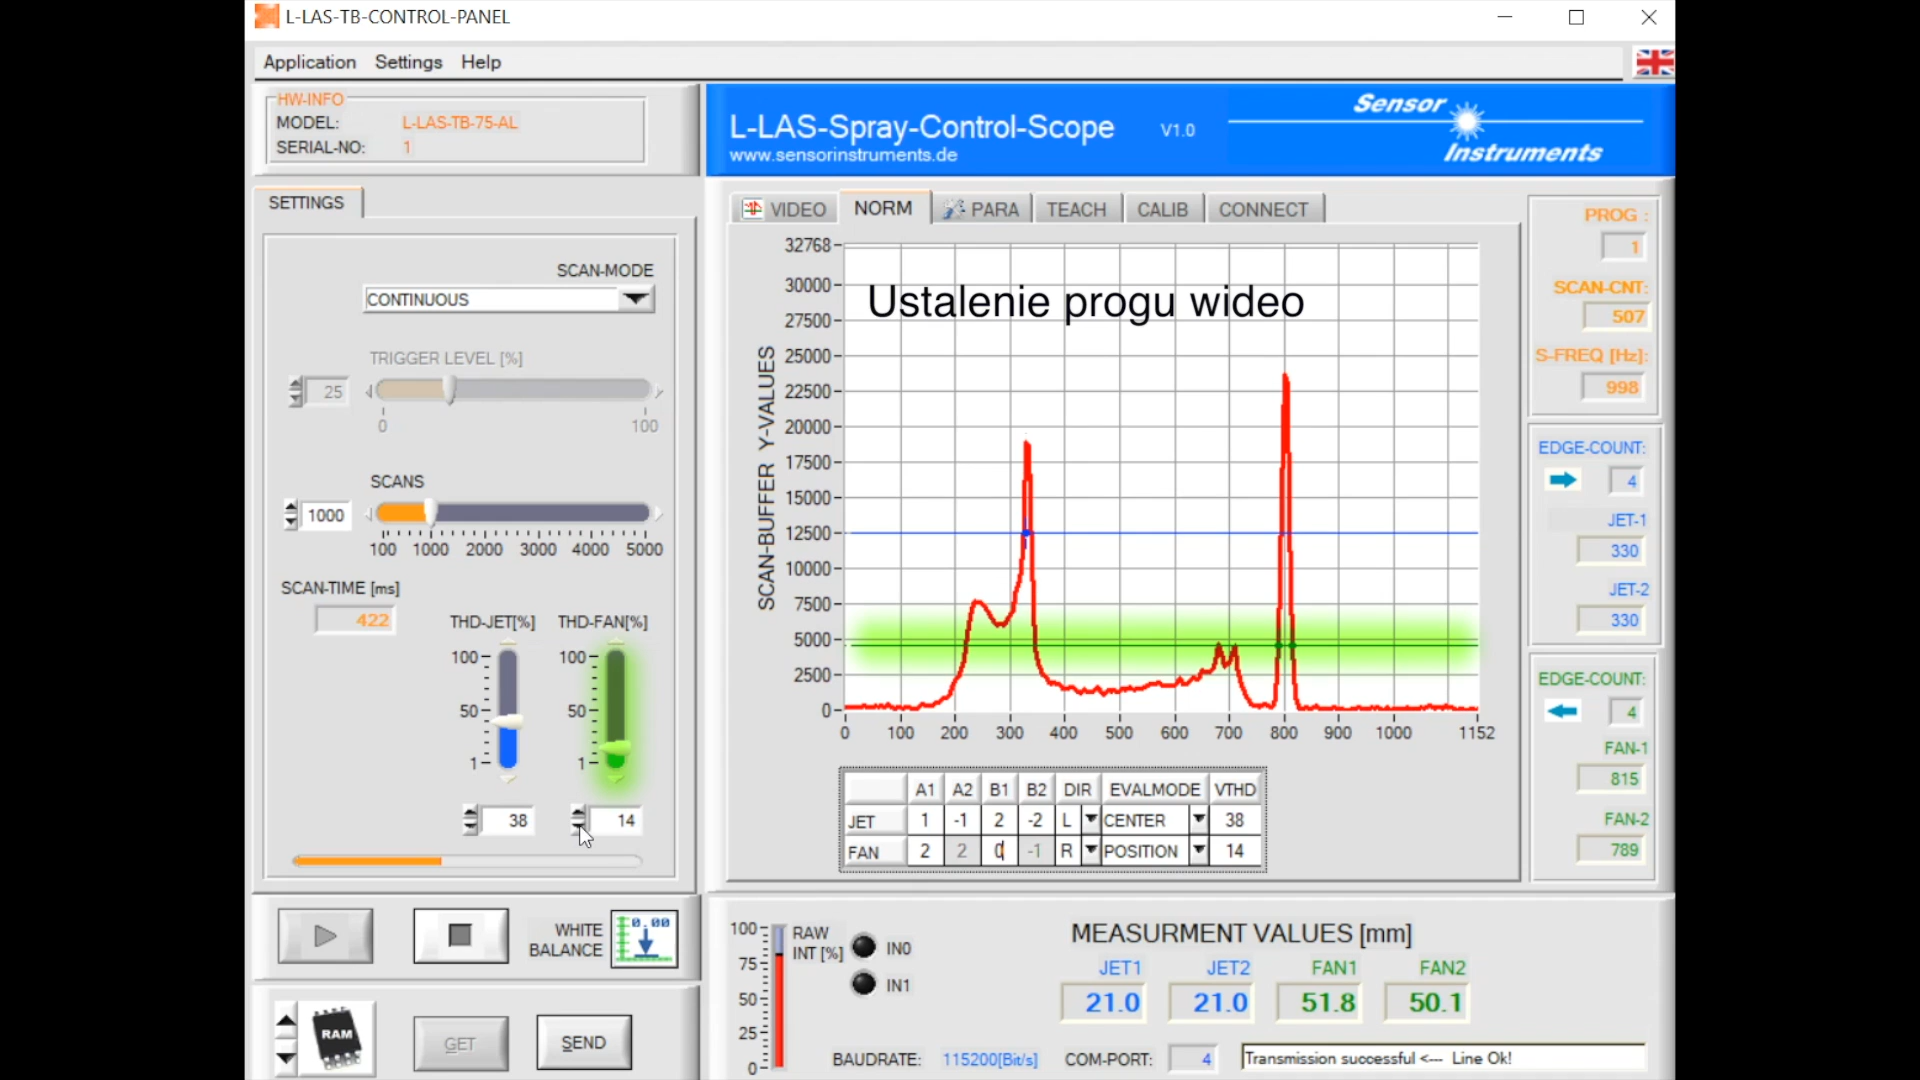 L-LAS-TB-CONTROL-PANEL
Application Settings Help
HW-INFO
MODEL: L-LAS-TB-75-AL
SERIAL-NO: 1
L-LAS-Spray-Control-Scope V1.0
www.sensorinstruments.de
Sensor
Instruments
SETTINGS
SCAN-MODE
CONTINUOUS
TRIGGER LEVEL [%]
25
0 100
SCANS
1000
100 1000 2000 3000 4000 5000
SCAN-TIME [ms]
422
THD-JET[%] THD-FAN[%]
100 100
50 50
1 1
38 14
VIDEO NORM PARA TEACH CALIB CONNECT
Ustalenie progu wideo
SCAN-BUFFER Y-VALUES
32768
30000
27500
25000
22500
20000
17500
15000
12500
10000
7500
5000
2500
0
0 100 200 300 400 500 600 700 800 900 1000 1152
A1 A2 B1 B2 DIR EVALMODE VTHD
JET 1 -1 2 -2 L CENTER 38
FAN 2 2 0 -1 R POSITION 14
PROG :
1
SCAN-CNT:
507
S-FREQ [Hz]:
998
EDGE-COUNT:
4
JET-1
330
JET-2
330
EDGE-COUNT:
4
FAN-1
815
FAN-2
789
WHITE
BALANCE
0.00
RAM
GET
SEND
100
75
50
25
0
RAW
INT [%]
IN0
IN1
MEASURMENT VALUES [mm]
JET1 JET2 FAN1 FAN2
21.0 21.0 51.8 50.1
BAUDRATE: 115200[Bit/s] COM-PORT: 4 Transmission successful <--- Line Ok!